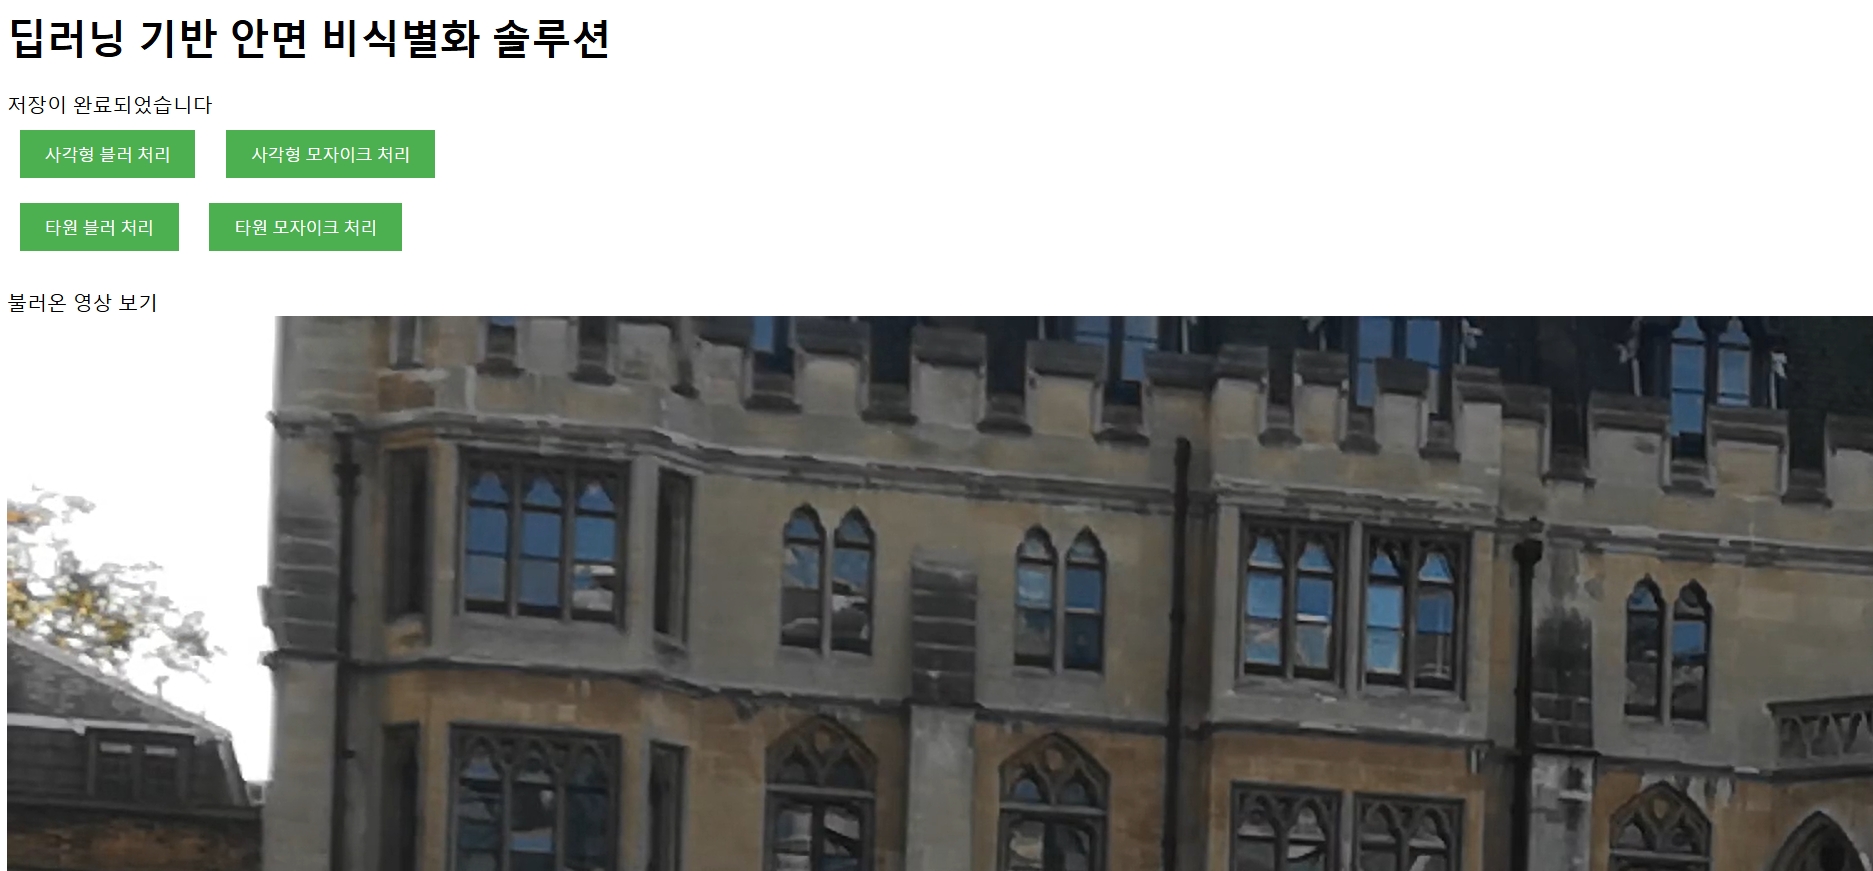 딥러닝 기반 안면 비식별화 솔루션
저장이 완료되었습니다
사각형 블러 처리 사각형 모자이크 처리
타원 블러 처리 타원 모자이크 처리
불러온 영상 보기